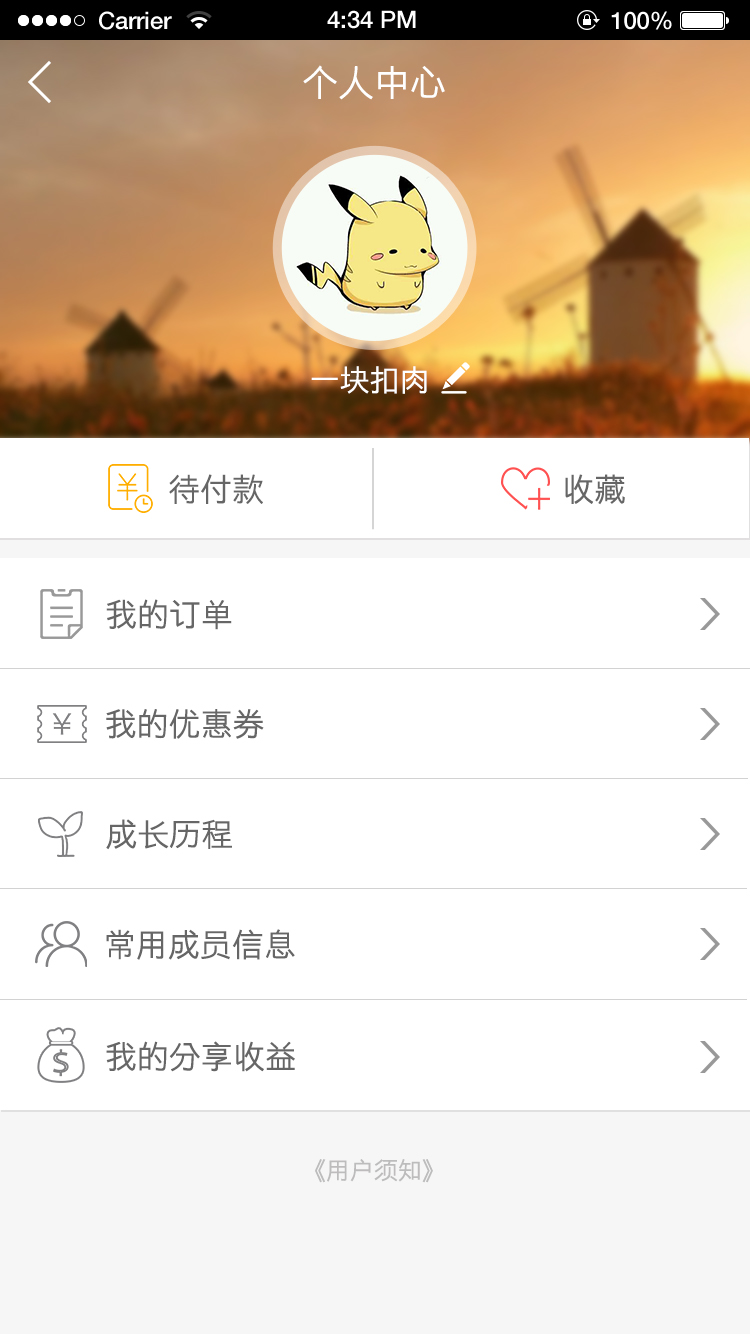 Carrier 4:34 PM 100%
个人中心
一块扣肉
待付款 收藏
我的订单
我的优惠券
成长历程
常用成员信息
我的分享收益
《用户须知》